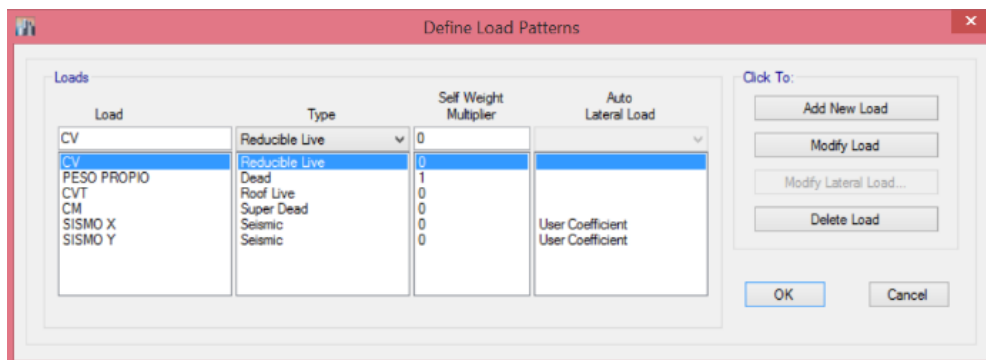 Define Load Patterns
Loads
Click To:
Load Type Self Weight Multiplier Auto Lateral Load
CV Reducible Live 0
CV Reducible Live 0
PESO PROPIO Dead 1
CVT Roof Live 0
CM Super Dead 0
SISMO X Seismic 0 User Coefficient
SISMO Y Seismic 0 User Coefficient
Add New Load
Modify Load
Modify Lateral Load...
Delete Load
OK Cancel